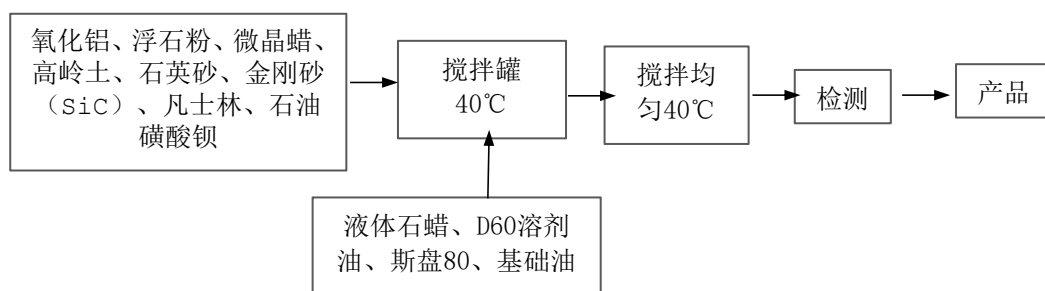 氧化铝、浮石粉、微晶蜡、
高岭土、石英砂、金刚砂
（SiC）、凡士林、石油
磺酸钡
搅拌罐
40℃
搅拌均
匀40℃
检测
产品
液体石蜡、D60溶剂
油、斯盘80、基础油